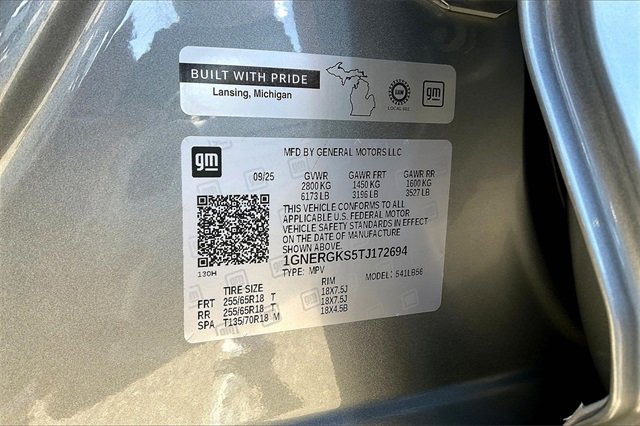 BUILT WITH PRIDE
Lansing, Michigan
UAW
gm
gm
MFD BY GENERAL MOTORS LLC
09/25 GVWR GAWR FRT GAWR RR
2800 KG 1450 KG 1600 KG
6173 LB 3196 LB 3527 LB
THIS VEHICLE CONFORMS TO ALL
APPLICABLE U.S. FEDERAL MOTOR
VEHICLE SAFETY STANDARDS IN EFFECT
ON THE DATE OF MANUFACTURE
SHOWN ABOVE.
1GNERGKS5TJ172694
130H
TYPE: MPV MODEL: 541LB56
TIRE SIZE RIM
FRT 255/65R18 T 18X7.5J
RR 255/65R18 T 18X7.5J
SPA T135/70R18 M 18X4.5B